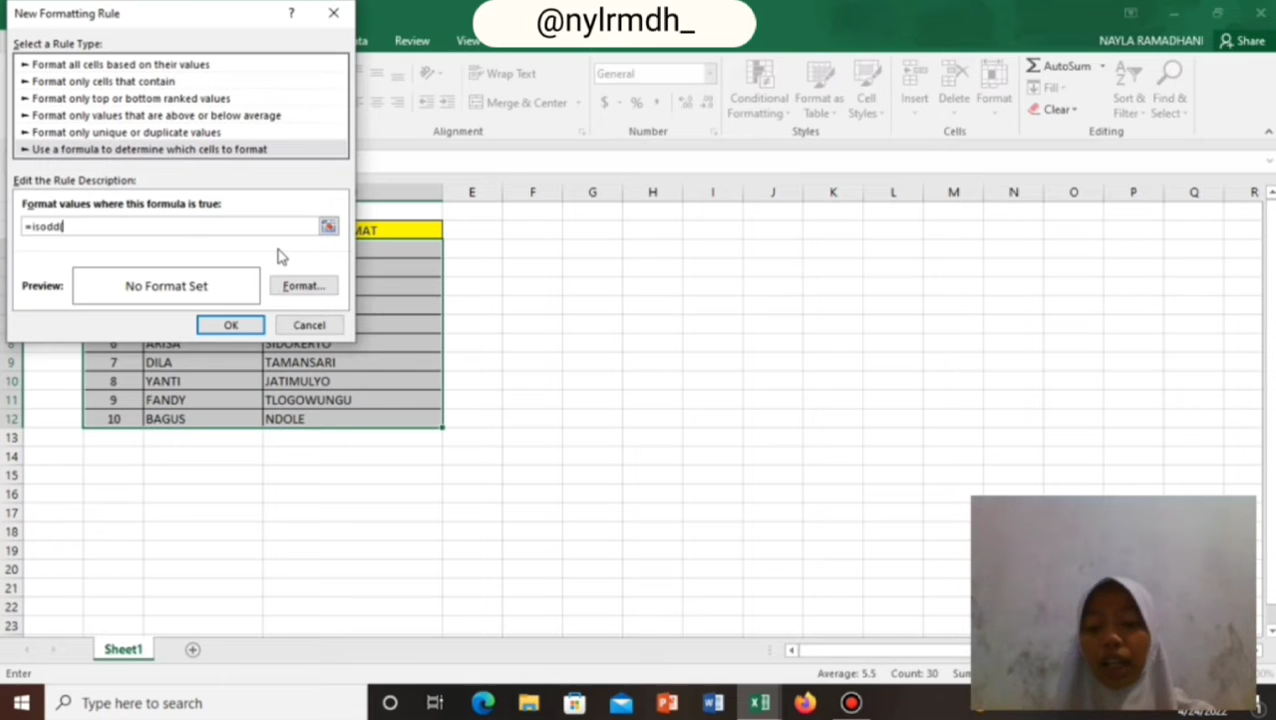 New Formatting Rule ? ×
@nylrmdh_
Review
NAYLA RAMADHANI Share
Select a Rule Type:
► Format all cells based on their values
► Format only cells that contain
► Format only top or bottom ranked values
► Format only values that are above or below average
► Format only unique or duplicate values
► Use a formula to determine which cells to format
Edit the Rule Description:
Format values where this formula is true:
=isodd(
Preview: No Format Set Format...
OK Cancel
Wrap Text
Merge & Center
Alignment
General
$ % ,
Number
Conditional Formatting
Format as Table
Cell Styles
Styles
Insert Delete Format
Cells
AutoSum
Fill
Clear
Sort & Filter
Find & Select
Editing
E F G H I J K L M N O P Q R
6 ARISA SIDOKERTO
9 7 DILA TAMANSARI
10 8 YANTI JATIMULYO
11 9 FANDY TLOGOWUNGU
12 10 BAGUS NDOLE
13
14
15
16
17
18
19
20
21
22
23
Sheet1
Enter Average: 5.5 Count: 30
Type here to search
4/24/2022